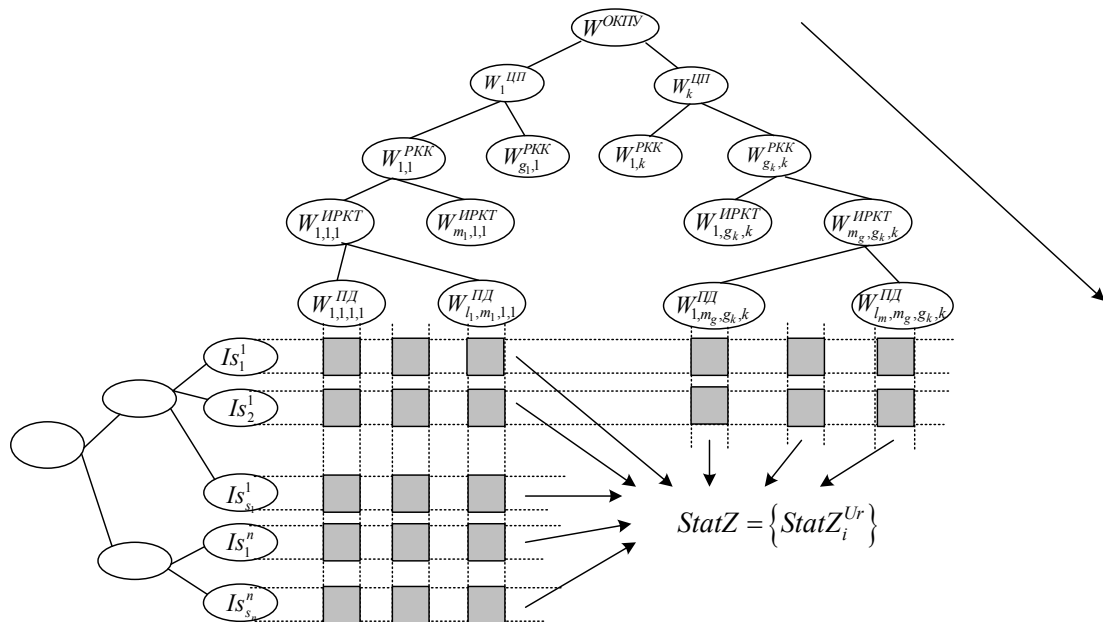 W^{ОКПУ}
W_1^{ЦП} W_k^{ЦП}
W_{1,1}^{РКК} W_{g_1,1}^{РКК} W_{1,k}^{РКК} W_{g_k,k}^{РКК}
W_{1,1,1}^{ИРКТ} W_{m_1,1,1}^{ИРКТ} W_{1,g_k,k}^{ИРКТ} W_{m_g,g_k,k}^{ИРКТ}
W_{1,1,1,1}^{ПД} W_{l_1,m_1,1,1}^{ПД} W_{1,m_g,g_k,k}^{ПД} W_{l_m,m_g,g_k,k}^{ПД}
Is_1^1
Is_2^1
Is_{s_1}^1
StatZ = {StatZ_i^{Ur}}
Is_1^n
Is_{s_n}^n